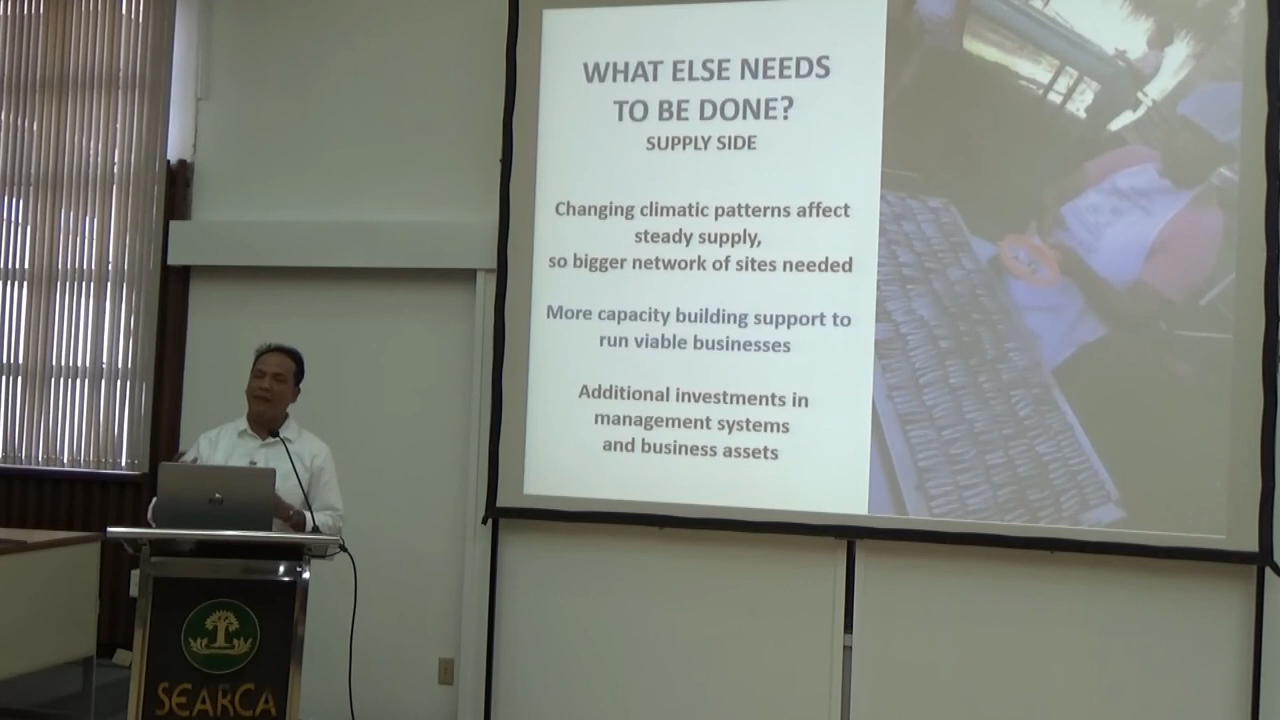 WHAT ELSE NEEDS
TO BE DONE?
SUPPLY SIDE
Changing climatic patterns affect
steady supply,
so bigger network of sites needed
More capacity building support to
run viable businesses
Additional investments in
management systems
and business assets
SEARCA